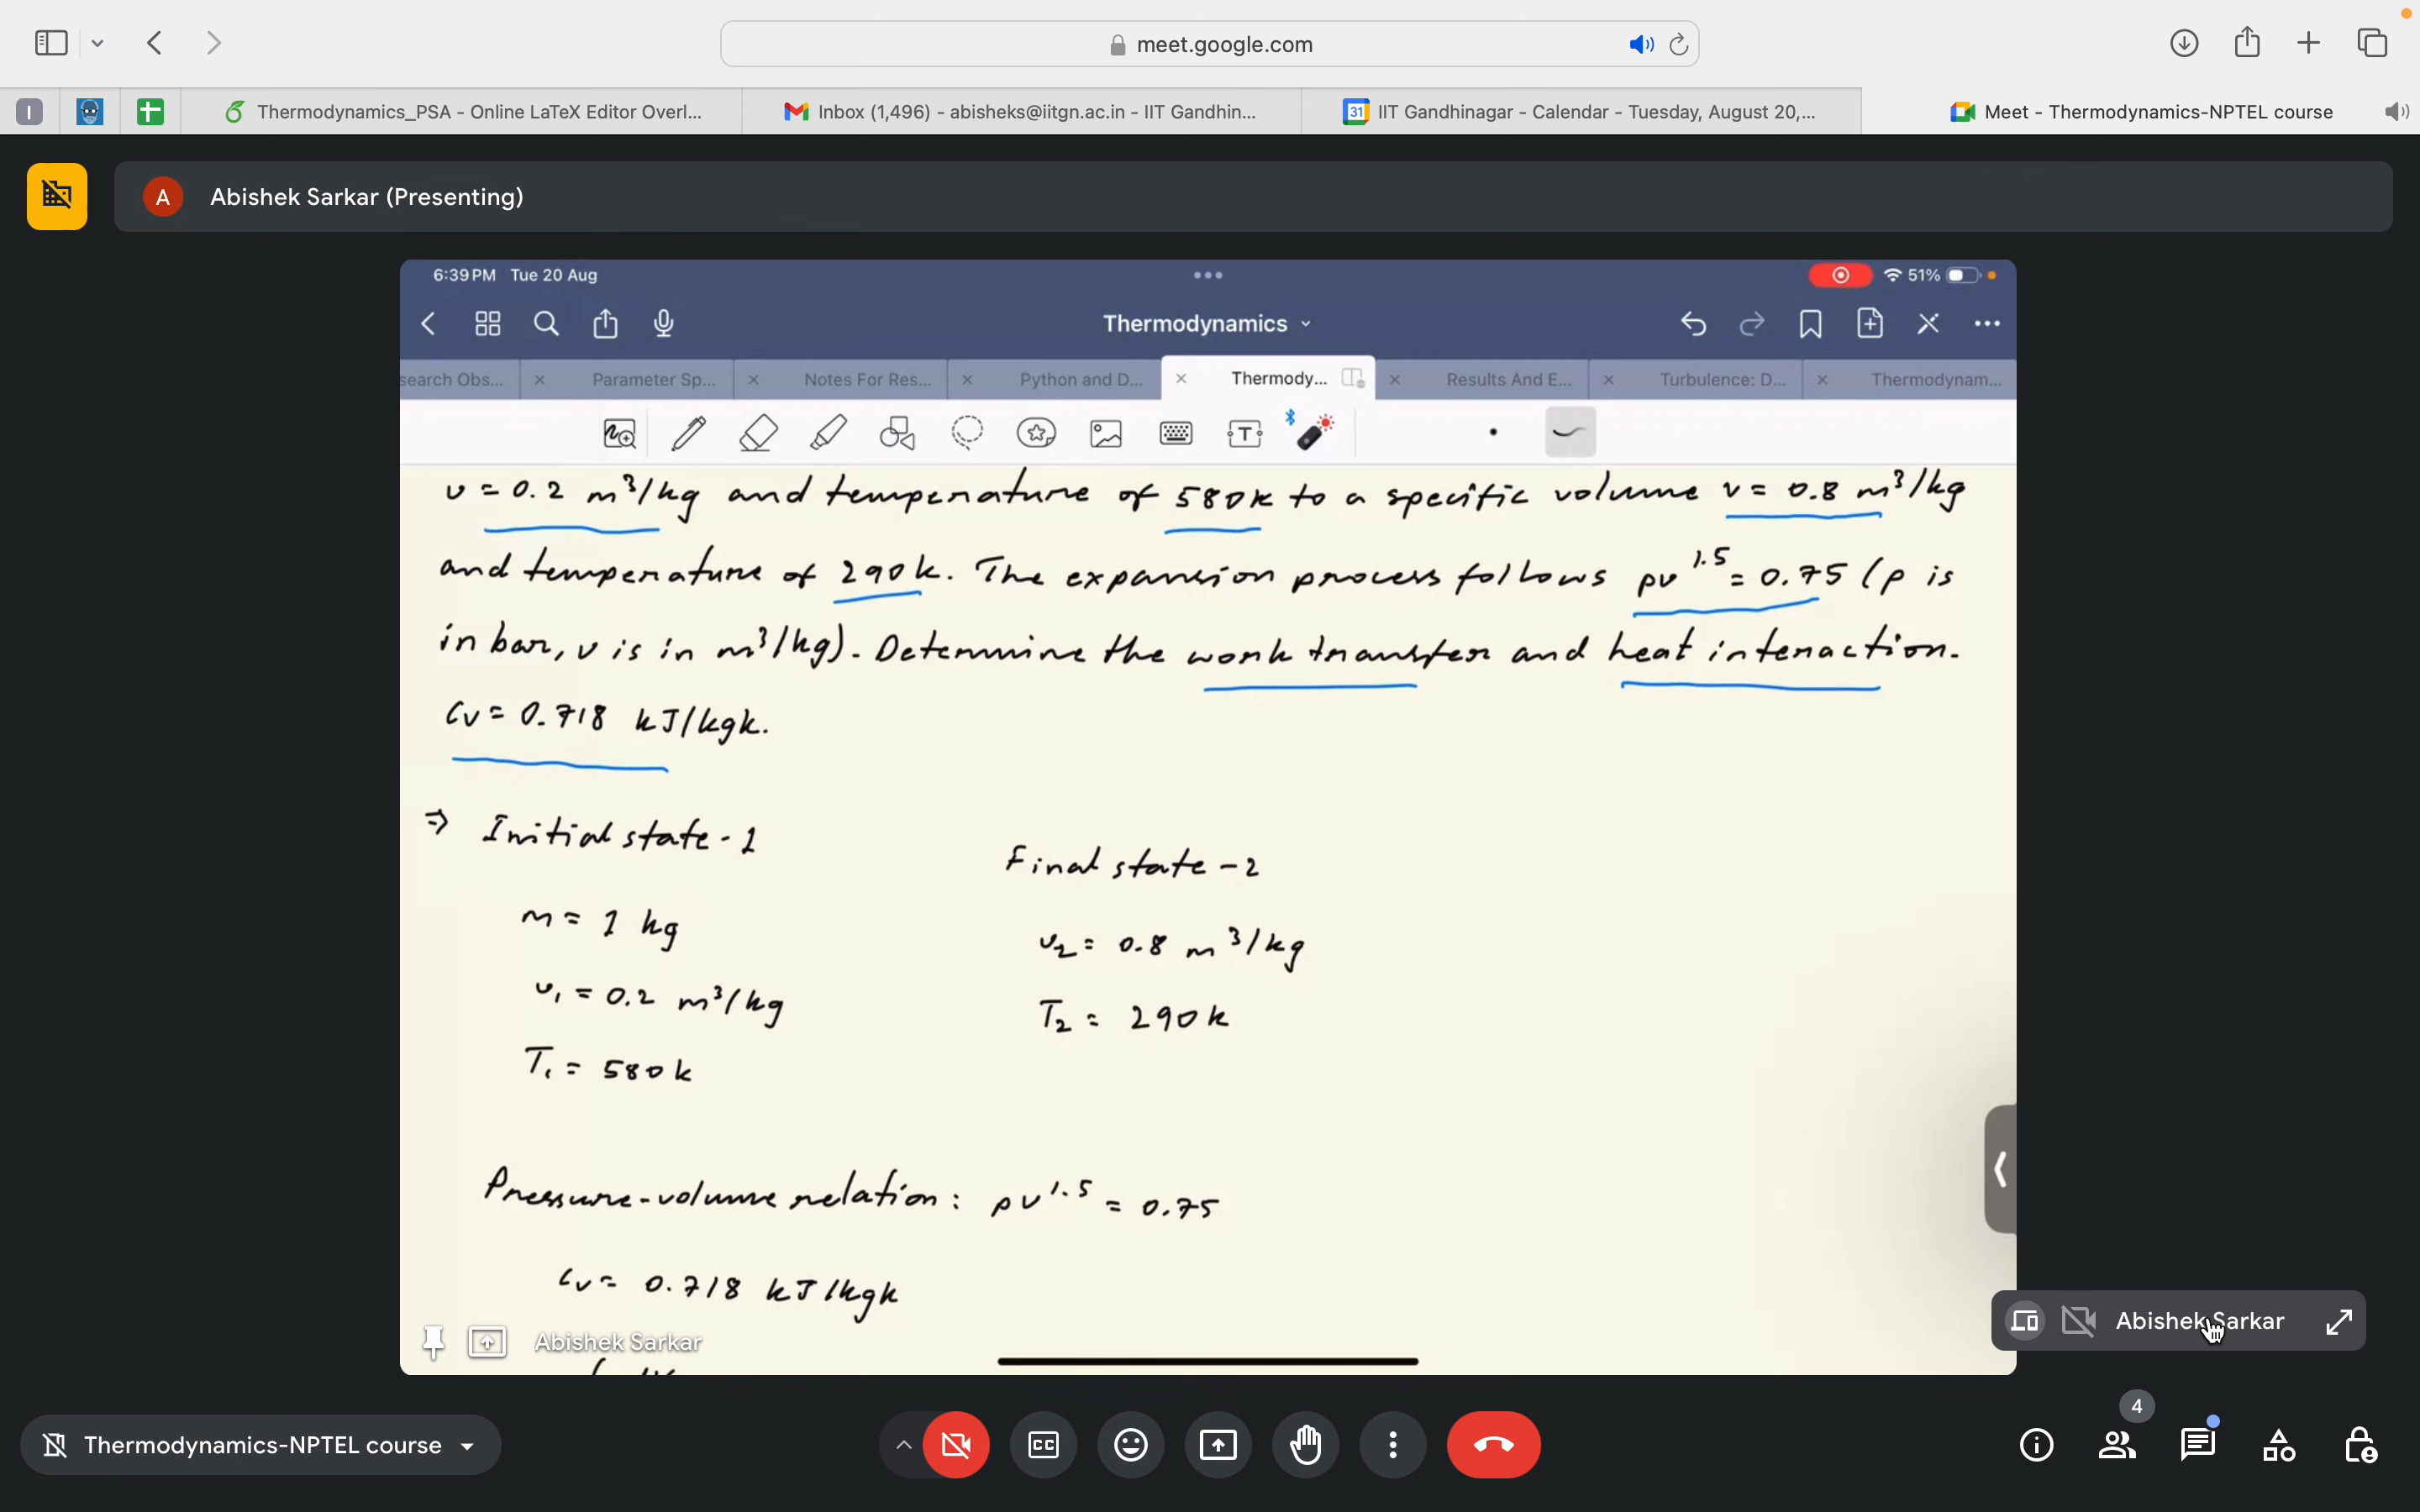 meet.google.com
Thermodynamics_PSA - Online LaTeX Editor Overl...
Inbox (1,496) - abisheks@iitgn.ac.in - IIT Gandhin...
31 IIT Gandhinagar - Calendar - Tuesday, August 20,...
Meet - Thermodynamics-NPTEL course
A Abishek Sarkar (Presenting)
6:39 PM Tue 20 Aug
51%
Thermodynamics
search Obs...
Parameter Sp...
Notes For Res...
Python and D...
Thermody...
Results And E...
Turbulence: D...
Thermodynam...
v = 0.2 m³/kg and temperature of 580k to a specific volume v = 0.8 m³/kg
and temperature of 290k. The expansion process follows pv^1.5 = 0.75 (p is
in bar, v is in m³/kg). Determine the work transfer and heat interaction.
Cv = 0.718 kJ/kgk.
⇒ Initial state - 1
Final state - 2
m = 1 kg
v₂ = 0.8 m³/kg
v₁ = 0.2 m³/kg
T₂ = 290k
T₁ = 580k
Pressure-volume relation: pv^1.5 = 0.75
Cv = 0.718 kJ/kgk
Abishek Sarkar
Abishek Sarkar
4
Thermodynamics-NPTEL course
CC